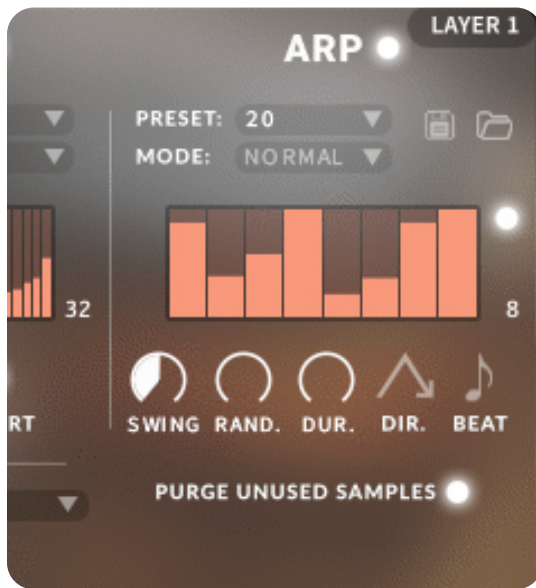 LAYER 1
ARP
PRESET: 20
MODE: NORMAL
32
8
RT
SWING RAND. DUR. DIR. BEAT
PURGE UNUSED SAMPLES